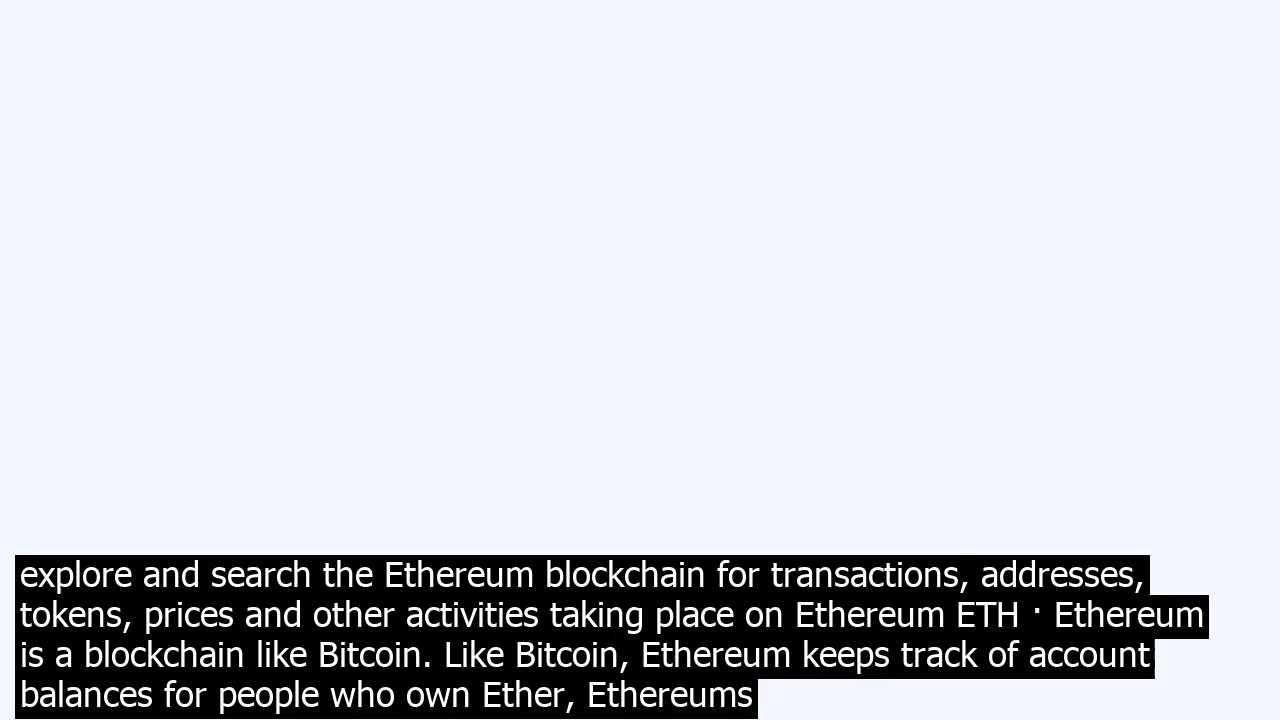 explore and search the Ethereum blockchain for transactions, addresses,
tokens, prices and other activities taking place on Ethereum ETH · Ethereum
is a blockchain like Bitcoin. Like Bitcoin, Ethereum keeps track of account
balances for people who own Ether, Ethereums